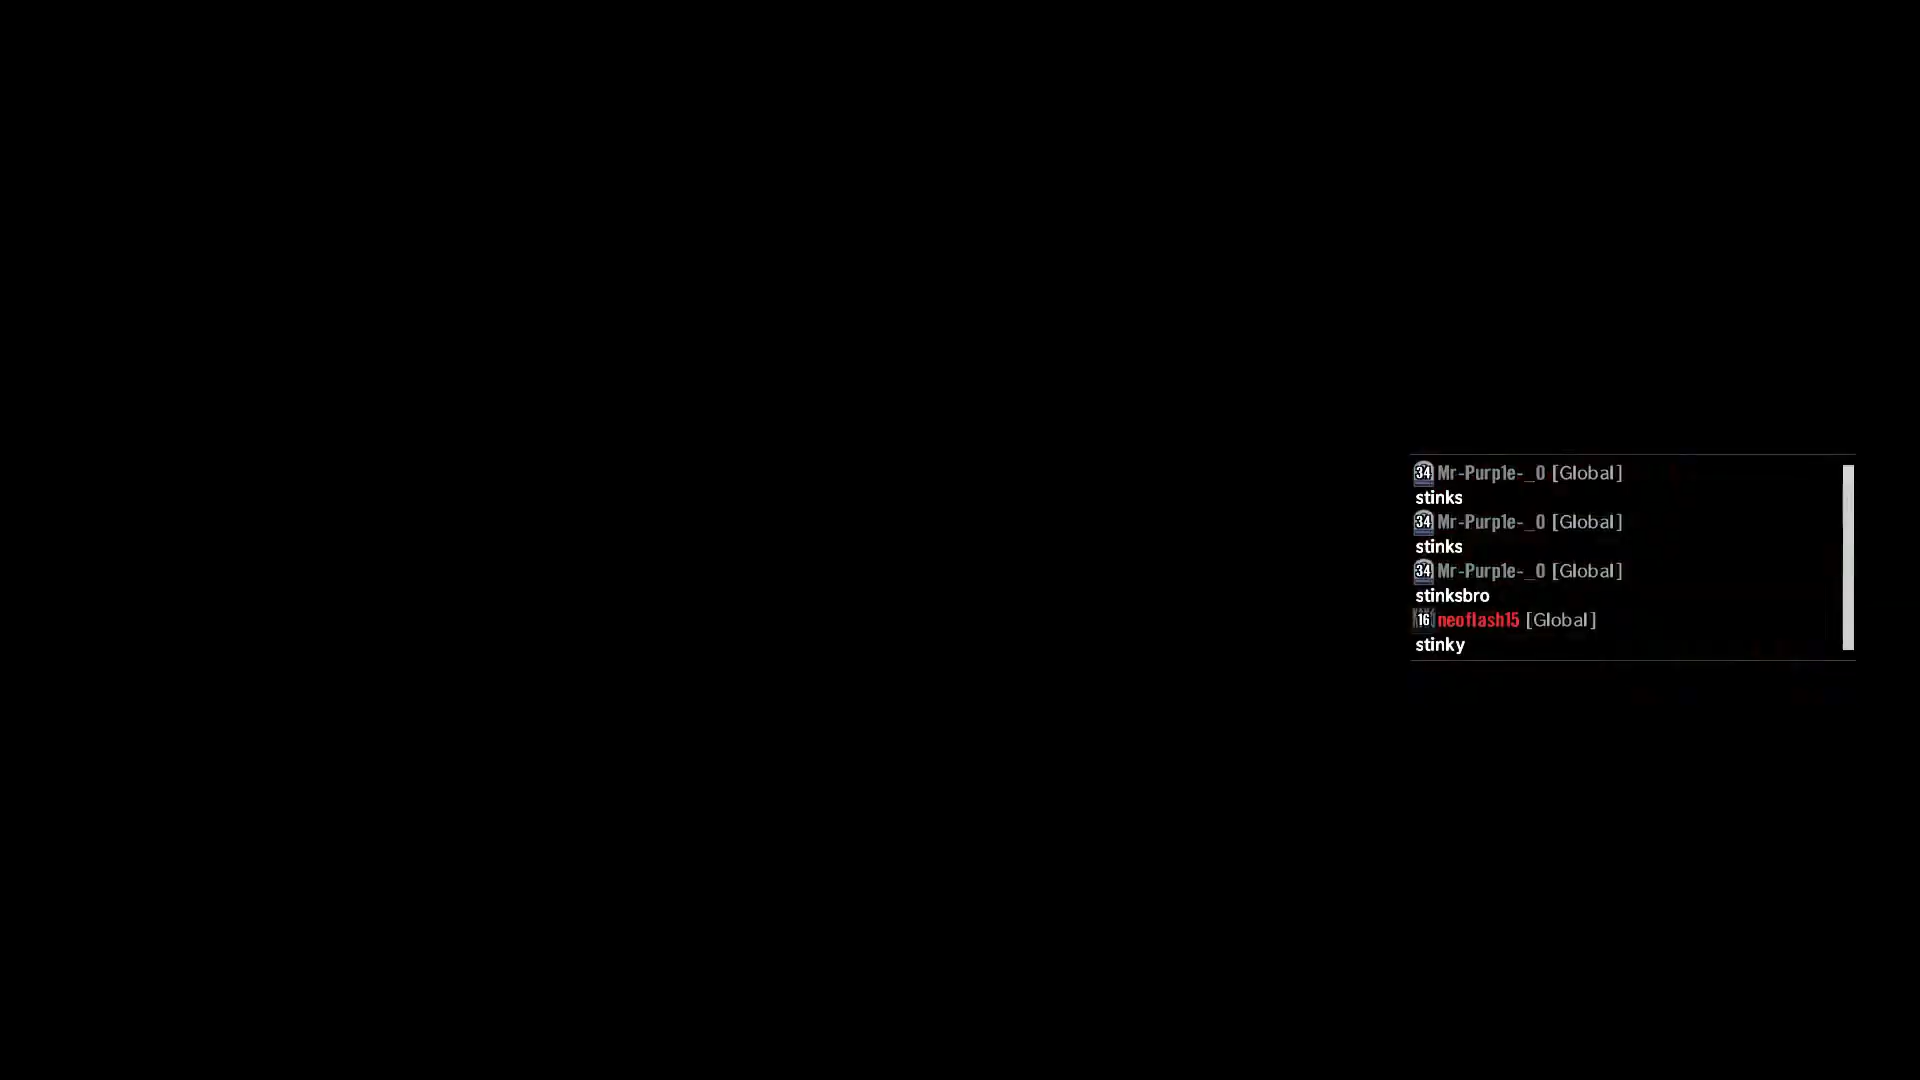 34 Mr-Purp1e-_0 [Global]
stinks
34 Mr-Purp1e-_0 [Global]
stinks
34 Mr-Purp1e-_0 [Global]
stinksbro
16 neoflash15 [Global]
stinky